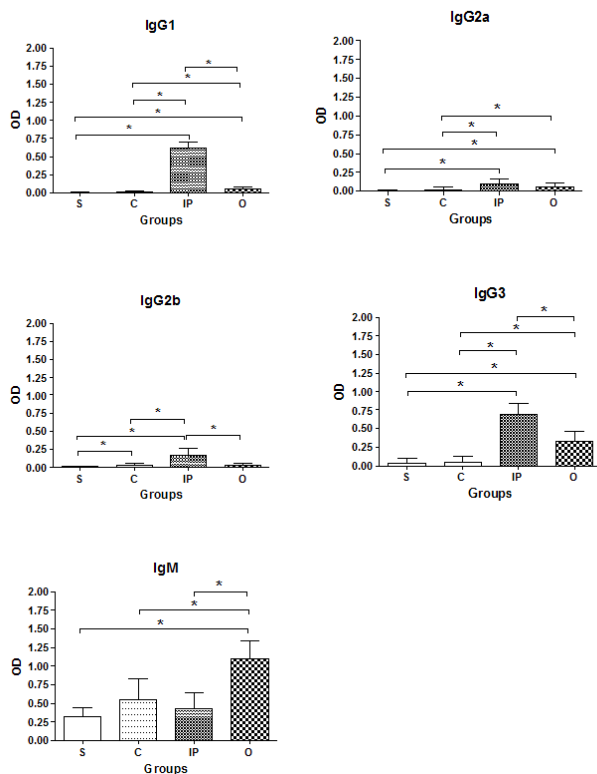 IgG1
2.00
1.75
1.50
1.25
1.00
0.75
0.50
0.25
0.00
OD
* * * * *
S C IP O
Groups
IgG2a
2.00
1.75
1.50
1.25
1.00
0.75
0.50
0.25
0.00
OD
* * * *
S C IP O
Groups
IgG2b
2.00
1.75
1.50
1.25
1.00
0.75
0.50
0.25
0.00
OD
* * * *
S C IP O
Groups
IgG3
2.00
1.75
1.50
1.25
1.00
0.75
0.50
0.25
0.00
OD
* * * * *
S C IP O
Groups
IgM
2.00
1.75
1.50
1.25
1.00
0.75
0.50
0.25
0.00
OD
* * *
S C IP O
Groups